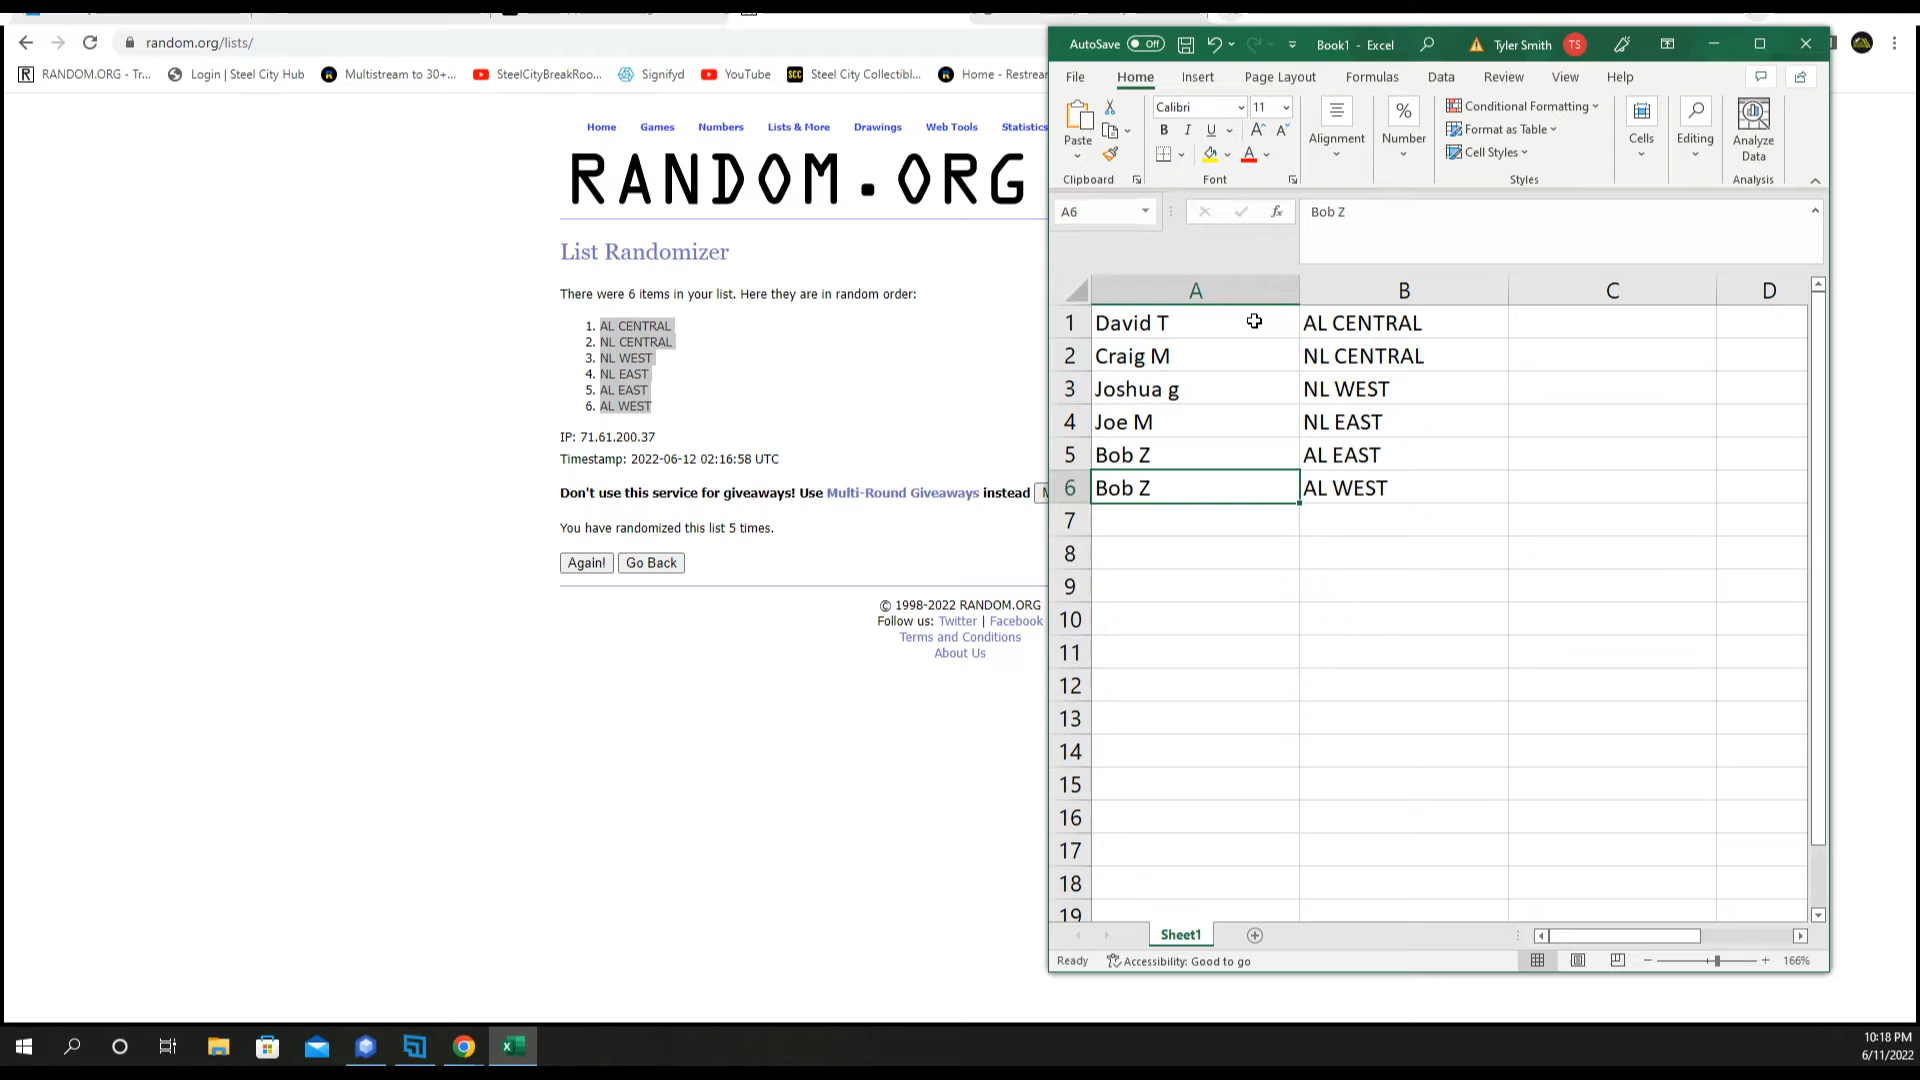 random.org/lists/
RANDOM.ORG - Tr...
Login | Steel City Hub
Multistream to 30+...
SteelCityBreakRoo...
Signifyd
YouTube
SCC Steel City Collectibl...
Home - Restrear
Home Games Numbers Lists & More Drawings Web Tools Statistics
RANDOM.ORG
List Randomizer
There were 6 items in your list. Here they are in random order:
1. AL CENTRAL
2. NL CENTRAL
3. NL WEST
4. NL EAST
5. AL EAST
6. AL WEST
IP: 71.61.200.37
Timestamp: 2022-06-12 02:16:58 UTC
Don't use this service for giveaways! Use Multi-Round Giveaways instead
You have randomized this list 5 times.
Again! Go Back
© 1998-2022 RANDOM.ORG
Follow us: Twitter | Facebook
Terms and Conditions
About Us
AutoSave Off Book1 - Excel Tyler Smith TS
File Home Insert Page Layout Formulas Data Review View Help
Paste
Clipboard
Calibri 11
B I U
Font
Alignment
Number
Conditional Formatting
Format as Table
Cell Styles
Styles
Cells
Editing
Analyze
Data
Analysis
A6 fx Bob Z
A B C D
1 David T AL CENTRAL
2 Craig M NL CENTRAL
3 Joshua g NL WEST
4 Joe M NL EAST
5 Bob Z AL EAST
6 Bob Z AL WEST
7
8
9
10
11
12
13
14
15
16
17
18
19
Sheet1
Ready Accessibility: Good to go 166%
10:18 PM
6/11/2022